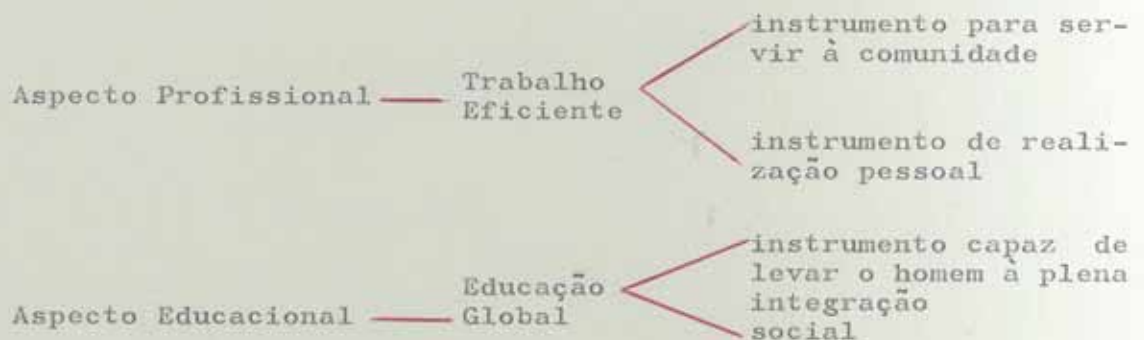 instrumento para ser-
vir à comunidade
Aspecto Profissional
Trabalho
Eficiente
instrumento de reali-
zação pessoal
instrumento capaz de
levar o homem à plena
integração
social
Aspecto Educacional
Educação
Global